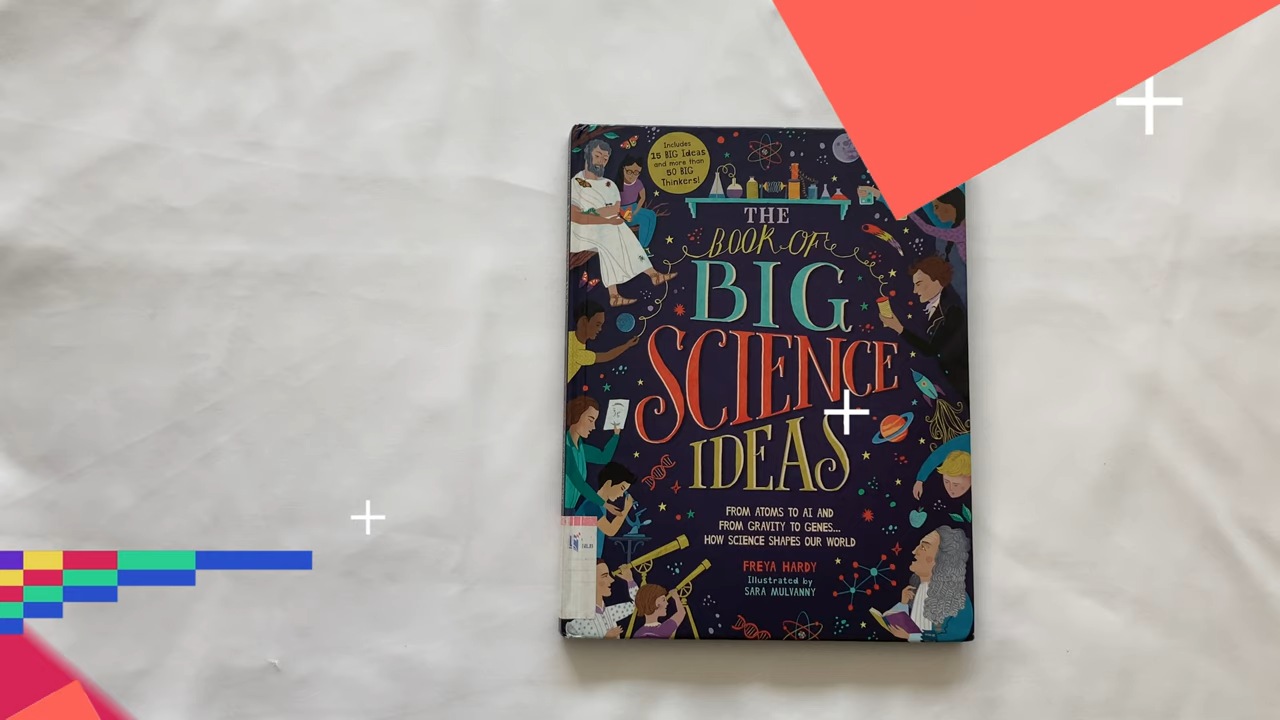 Includes
15 BIG Ideas
and more than
50 BIG
Thinkers!
THE
BOOK OF
BIG
SCIENCE
IDEAS
FROM ATOMS TO AI AND
FROM GRAVITY TO GENES...
HOW SCIENCE SHAPES OUR WORLD
FREYA HARDY
Illustrated by
SARA MULVANNY